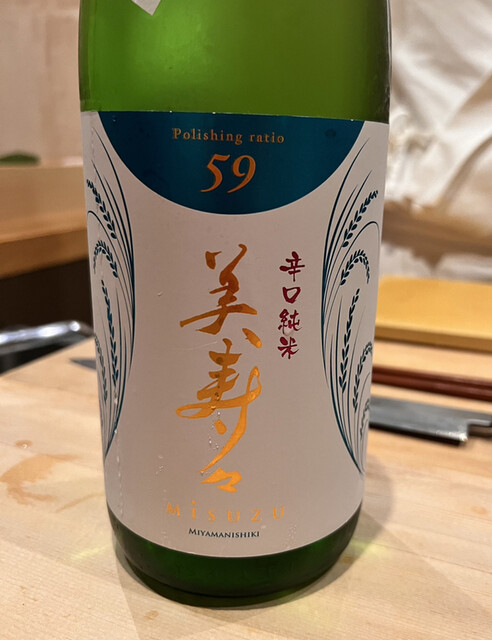 Polishing ratio
59
辛口純米
美寿々
MISUZU
MIYAMANISHIKI